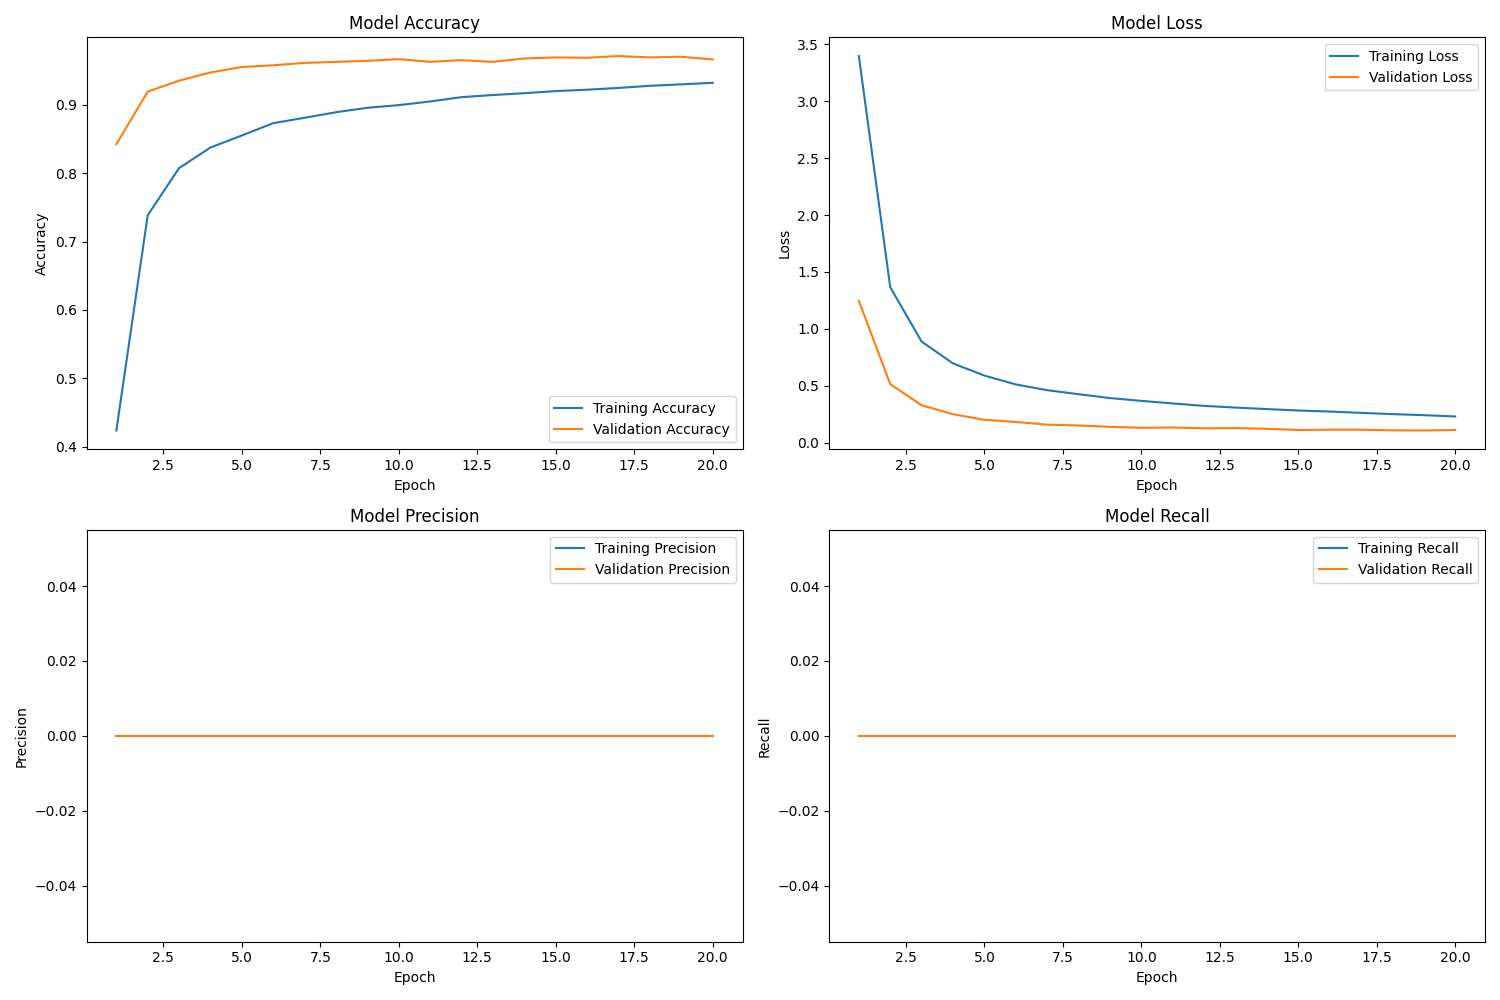 Model Accuracy
Accuracy
0.9
0.8
0.7
0.6
0.5
0.4
Training Accuracy
Validation Accuracy
2.5 5.0 7.5 10.0 12.5 15.0 17.5 20.0
Epoch
Model Loss
Loss
3.5
3.0
2.5
2.0
1.5
1.0
0.5
0.0
Training Loss
Validation Loss
2.5 5.0 7.5 10.0 12.5 15.0 17.5 20.0
Epoch
Model Precision
Precision
0.04
0.02
0.00
−0.02
−0.04
Training Precision
Validation Precision
2.5 5.0 7.5 10.0 12.5 15.0 17.5 20.0
Epoch
Model Recall
Recall
0.04
0.02
0.00
−0.02
−0.04
Training Recall
Validation Recall
2.5 5.0 7.5 10.0 12.5 15.0 17.5 20.0
Epoch